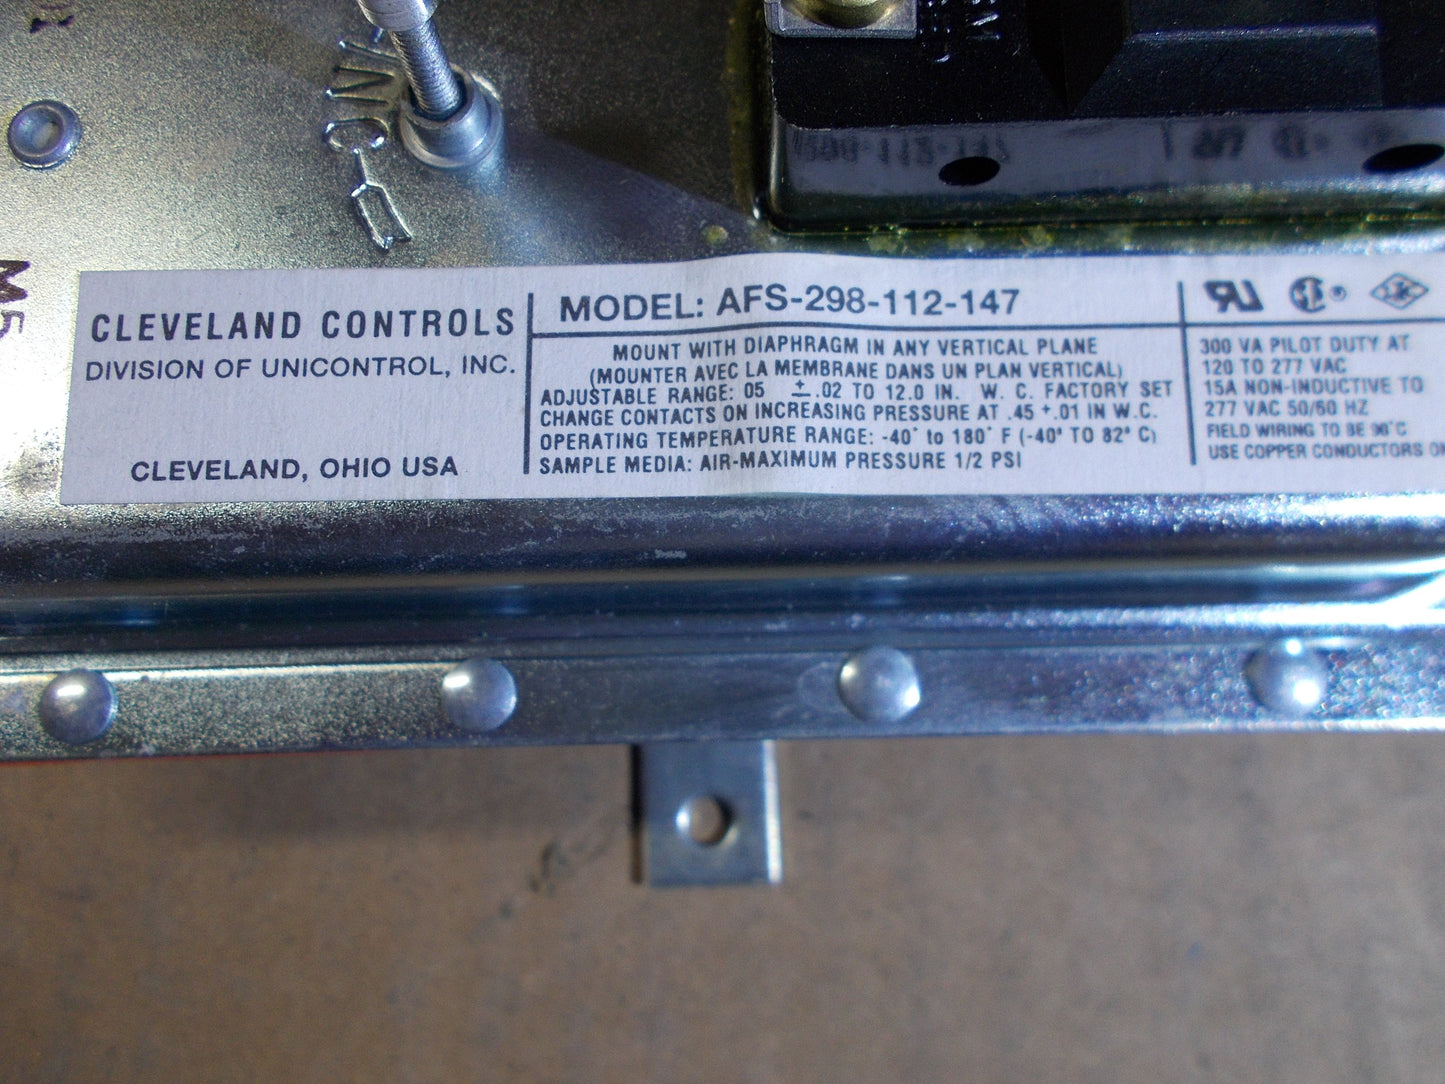 INC
CLEVELAND CONTROLS
DIVISION OF UNICONTROL, INC.
CLEVELAND, OHIO USA
MODEL: AFS-298-112-147
MOUNT WITH DIAPHRAGM IN ANY VERTICAL PLANE
(MOUNTER AVEC LA MEMBRANE DANS UN PLAN VERTICAL)
ADJUSTABLE RANGE: 05 ±.02 TO 12.0 IN. W. C. FACTORY SET
CHANGE CONTACTS ON INCREASING PRESSURE AT .45 +.01 IN W.C.
OPERATING TEMPERATURE RANGE: -40° to 180° F (-40° TO 82° C)
SAMPLE MEDIA: AIR-MAXIMUM PRESSURE 1/2 PSI
300 VA PILOT DUTY AT
120 TO 277 VAC
15A NON-INDUCTIVE TO
277 VAC 50/60 HZ
FIELD WIRING TO BE 90°C
USE COPPER CONDUCTORS
M5